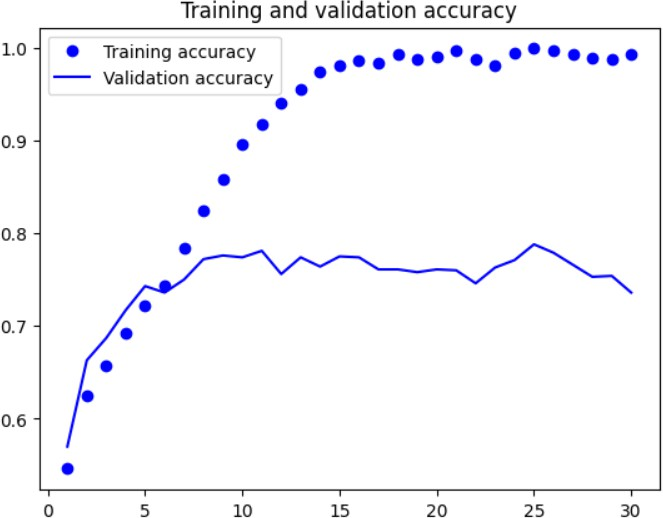 Training and validation accuracy
1.0
Training accuracy
Validation accuracy
0.9
0.8
0.7
0.6
0 5 10 15 20 25 30